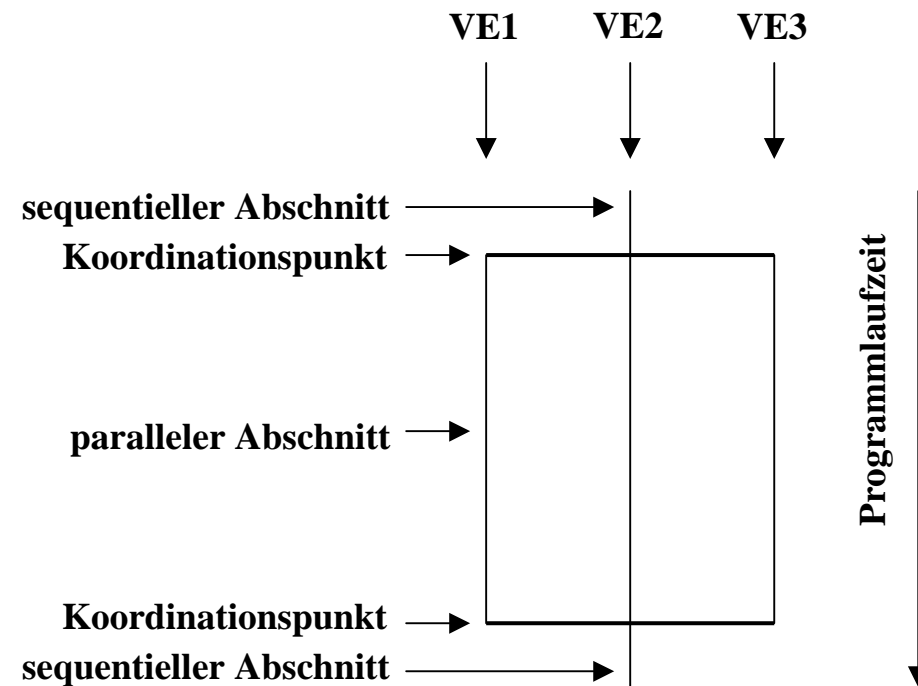 VE1 VE2 VE3
sequentieller Abschnitt
Koordinationspunkt
paralleler Abschnitt
Koordinationspunkt
sequentieller Abschnitt
Programmlaufzeit